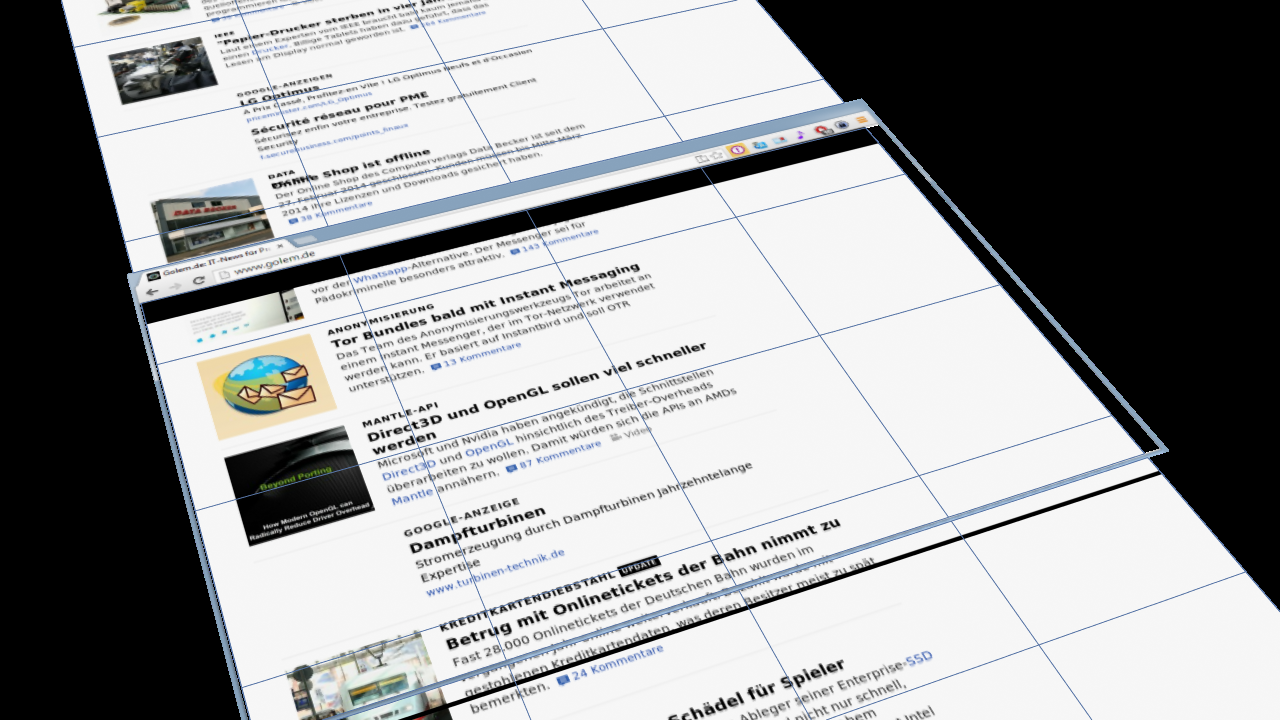 programmieren
IEEE
"Papier-Drucker sterben in vier
Laut einem Experten vom IEEE braucht bald kaum jemand
einen Drucker. Billige Tablets haben dazu geführt, dass das
Lesen am Display normal geworden ist.
GOOGLE-ANZEIGEN
LG Optimus
A Prix Cassé, Profitez-en Vite ! LG Optimus Neufs et d'Occasion
priceminister.com/LG_Optimus
Sécurité réseau pour PME
Sécurisez enfin votre entreprise. Testez gratuitement Client
Security
f-securebusiness.com/points_finaux
DATA
Online Shop ist offline
Der Online Shop des Computerverlags Data Becker ist seit dem
27. Februar 2014 geschlossen. Kunden müssen bis Mitte März
2014 ihre Lizenzen und Downloads gesichert haben.
38 Kommentare
DATA BECKER
Golem.de: IT-News für Pr
www.golem.de
vor der Whatsapp-Alternative. Der Messenger sei für
Pädokriminelle besonders attraktiv. 143 Kommentare
ANONYMISIERUNG
Tor Bundles bald mit Instant Messaging
Das Team des Anonymisierungswerkzeugs Tor arbeitet an
einem Instant Messenger, der im Tor-Netzwerk verwendet
werden kann. Er basiert auf Instantbird und soll OTR
unterstützen. 13 Kommentare
MANTLE-API
Direct3D und OpenGL sollen viel schneller
werden
Microsoft und Nvidia haben angekündigt, die Schnittstellen
Direct3D und OpenGL hinsichtlich des Treiber-Overheads
überarbeiten zu wollen. Damit würden sich die APIs an AMDs
Mantle annähern. 87 Kommentare Video
Beyond Porting
How Modern OpenGL can
Radically Reduce Driver Overhead
GOOGLE-ANZEIGE
Dampfturbinen
Stromerzeugung durch Dampfturbinen Jahrzehntelange
Expertise
www.turbinen-technik.de
KREDITKARTENDIEBSTAHL UPDATE
Betrug mit Onlinetickets der Bahn nimmt zu
Fast 28.000 Onlinetickets der Deutschen Bahn wurden im
gestohlenen Kreditkartendaten, was deren Besitzer meist zu spät
bemerkten. 24 Kommentare
Schädel für Spieler
Ableger seiner Enterprise-SSD
nicht nur schnell,
Intel